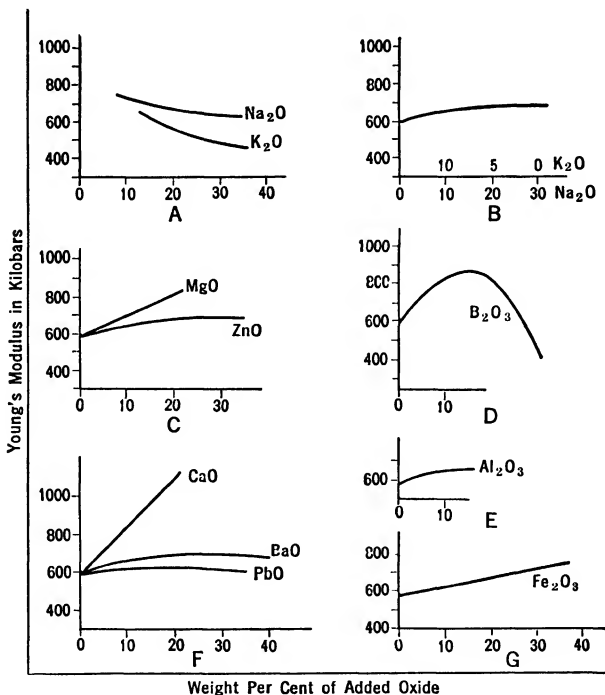 Young's Modulus in Kilobars
1000
800
600
400
Na₂O
K₂O
0 10 20 30 40
A
1000
800
600
400
10 5 0 K₂O
0 10 20 30 Na₂O
B
1000
800
600
400
MgO
ZnO
0 10 20 30
C
1000
800
600
400
B₂O₃
0 10
D
600
Al₂O₃
0 10
E
1000
800
600
400
CaO
BaO
PbO
0 10 20 30 40
F
800
600
400
Fe₂O₃
0 10 20 30 40
G
Weight Per Cent of Added Oxide